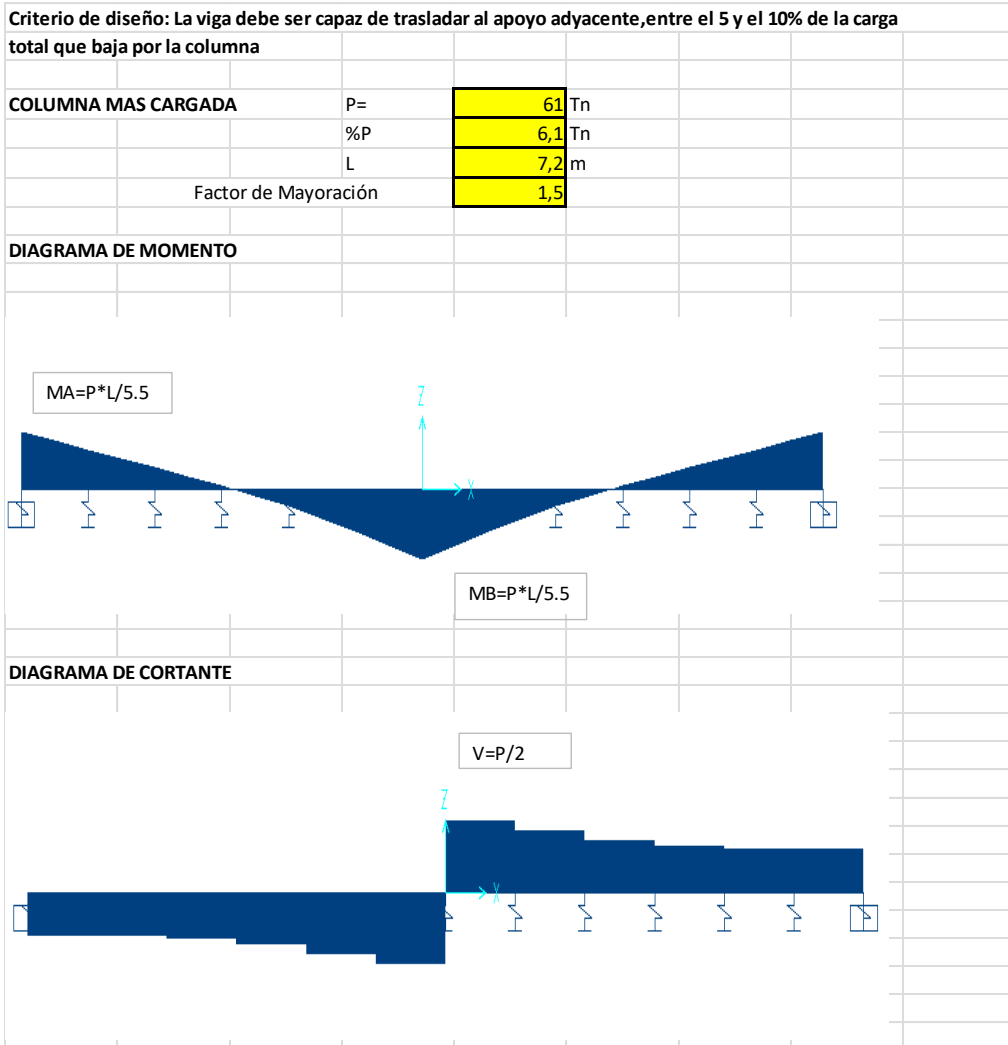 Criterio de diseño: La viga debe ser capaz de trasladar al apoyo adyacente,entre el 5 y el 10% de la carga
total que baja por la columna
COLUMNA MAS CARGADA P= 61 Tn
%P 6,1 Tn
L 7,2 m
Factor de Mayoración 1,5
DIAGRAMA DE MOMENTO
MA=P*L/5.5
Z
X
MB=P*L/5.5
DIAGRAMA DE CORTANTE
V=P/2
Z
X